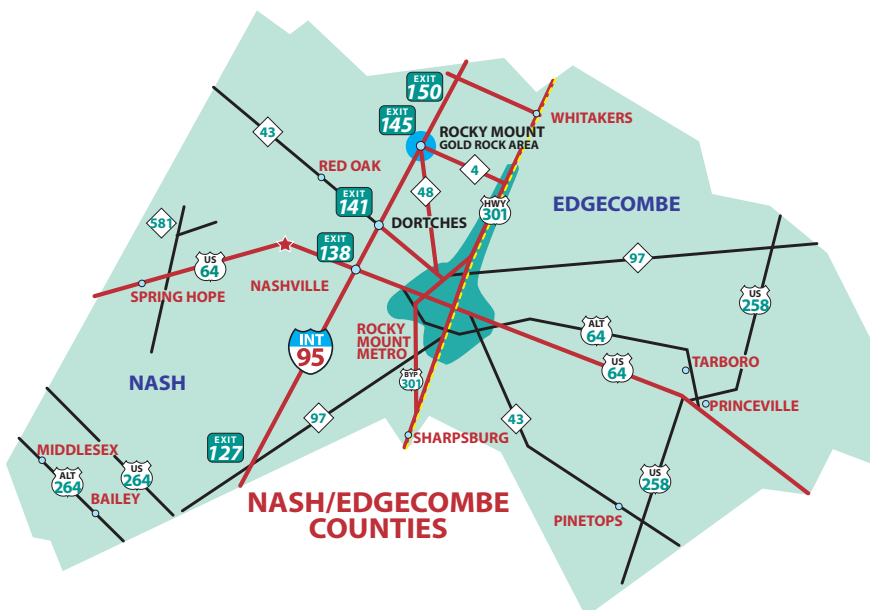 EXIT
150
EXIT
145
WHITAKERS
43
ROCKY MOUNT
GOLD ROCK AREA
RED OAK
4
48
EXIT
141
HWY
301
EDGECOMBE
581
DORTCHES
EXIT
138
US
64
97
NASHVILLE
SPRING HOPE
US
258
INT
95
ROCKY
MOUNT
METRO
ALT
64
US
64
TARBORO
NASH
BYP
301
PRINCEVILLE
97
43
SHARPSBURG
EXIT
127
MIDDLESEX
ALT
264
US
264
BAILEY
US
258
NASH/EDGECOMBE
COUNTIES
PINETOPS